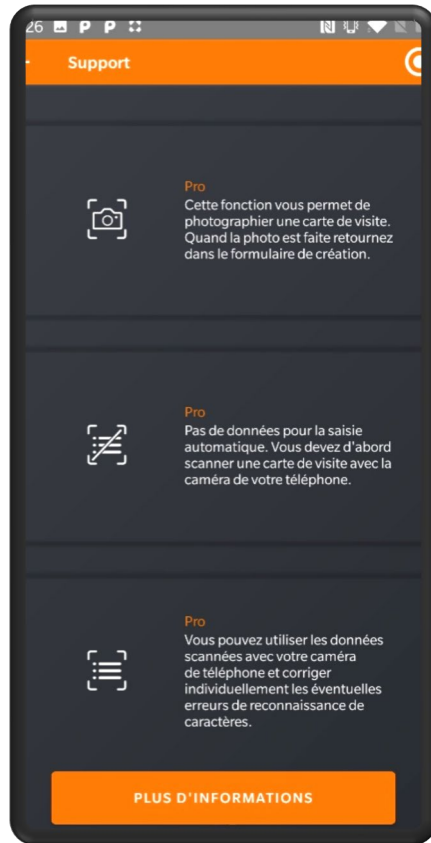 26 P P
Support
Pro
Cette fonction vous permet de
photographier une carte de visite.
Quand la photo est faite retournez
dans le formulaire de création.
Pro
Pas de données pour la saisie
automatique. Vous devez d'abord
scanner une carte de visite avec la
caméra de votre téléphone.
Pro
Vous pouvez utiliser les données
scannées avec votre caméra
de téléphone et corriger
individuellement les éventuelles
erreurs de reconnaissance de
caractères.
PLUS D'INFORMATIONS